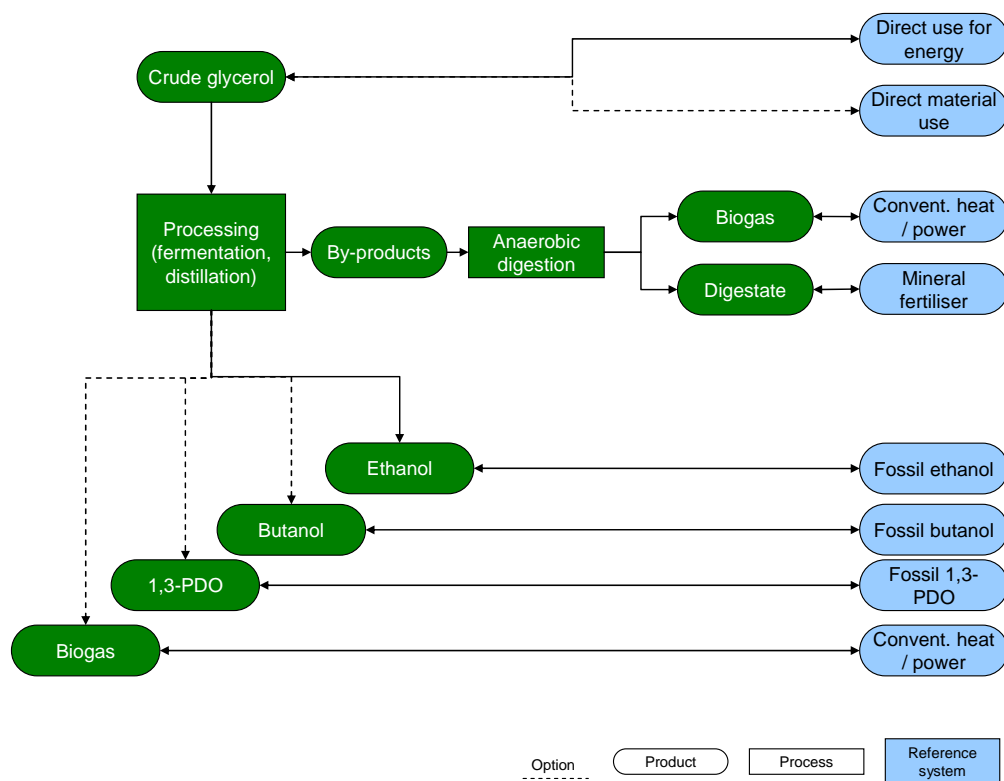 Direct use for
energy
Crude glycerol
Direct material
use
Processing
(fermentation,
distillation)
By-products
Anaerobic
digestion
Biogas
Convent. heat
/ power
Digestate
Mineral
fertiliser
Ethanol
Fossil ethanol
Butanol
Fossil butanol
1,3-PDO
Fossil 1,3-
PDO
Biogas
Convent. heat
/ power
Option
Product
Process
Reference
system